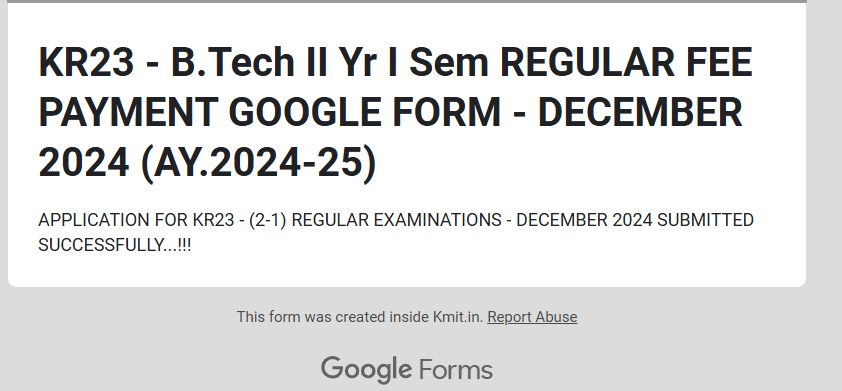 KR23 - B.Tech II Yr I Sem REGULAR FEE
PAYMENT GOOGLE FORM - DECEMBER
2024 (AY.2024-25)
APPLICATION FOR KR23 - (2-1) REGULAR EXAMINATIONS - DECEMBER 2024 SUBMITTED
SUCCESSFULLY...!!!
This form was created inside Kmit.in. Report Abuse
Google Forms